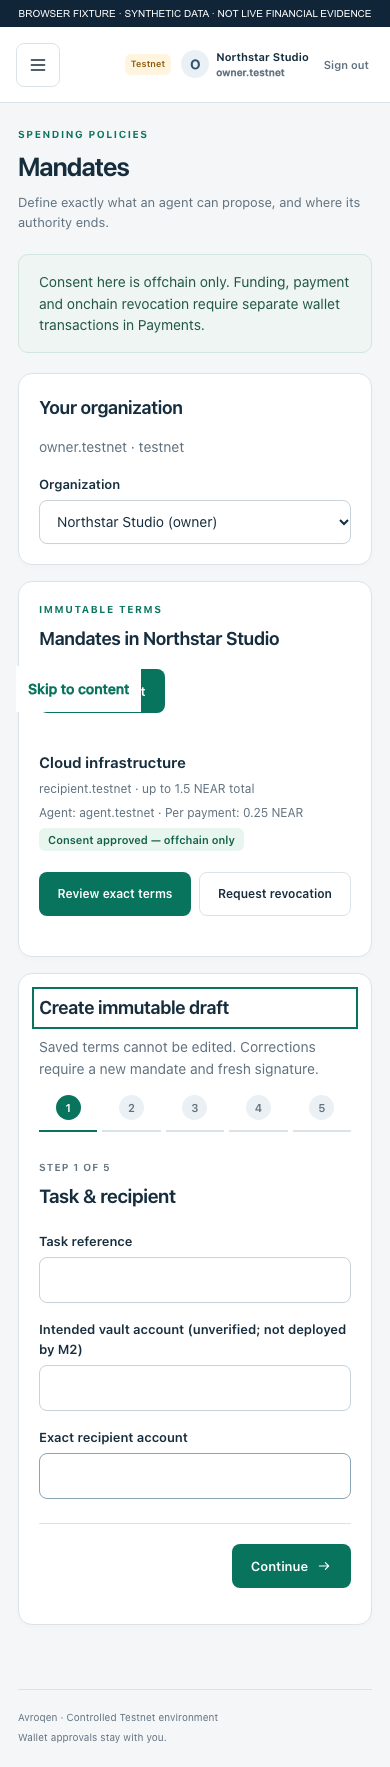 BROWSER FIXTURE · SYNTHETIC DATA · NOT LIVE FINANCIAL EVIDENCE
Testnet
O
Northstar Studio
owner.testnet
Sign out
SPENDING POLICIES
Mandates
Define exactly what an agent can propose, and where its
authority ends.
Consent here is offchain only. Funding, payment
and onchain revocation require separate wallet
transactions in Payments.
Your organization
owner.testnet · testnet
Organization
Northstar Studio (owner)
IMMUTABLE TERMS
Mandates in Northstar Studio
Skip to content
Cloud infrastructure
recipient.testnet · up to 1.5 NEAR total
Agent: agent.testnet · Per payment: 0.25 NEAR
Consent approved — offchain only
Review exact terms
Request revocation
Create immutable draft
Saved terms cannot be edited. Corrections
require a new mandate and fresh signature.
1 2 3 4 5
STEP 1 OF 5
Task & recipient
Task reference
Intended vault account (unverified; not deployed
by M2)
Exact recipient account
Continue →
Avroqen · Controlled Testnet environment
Wallet approvals stay with you.